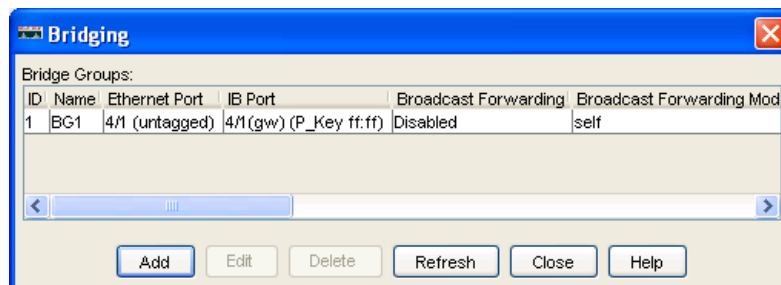 Bridging
Bridge Groups:
ID Name Ethernet Port IB Port Broadcast Forwarding Broadcast Forwarding Mod
1 BG1 4/1 (untagged) 4/1(gw) (P_Key ff:ff) Disabled self
Add Edit Delete Refresh Close Help